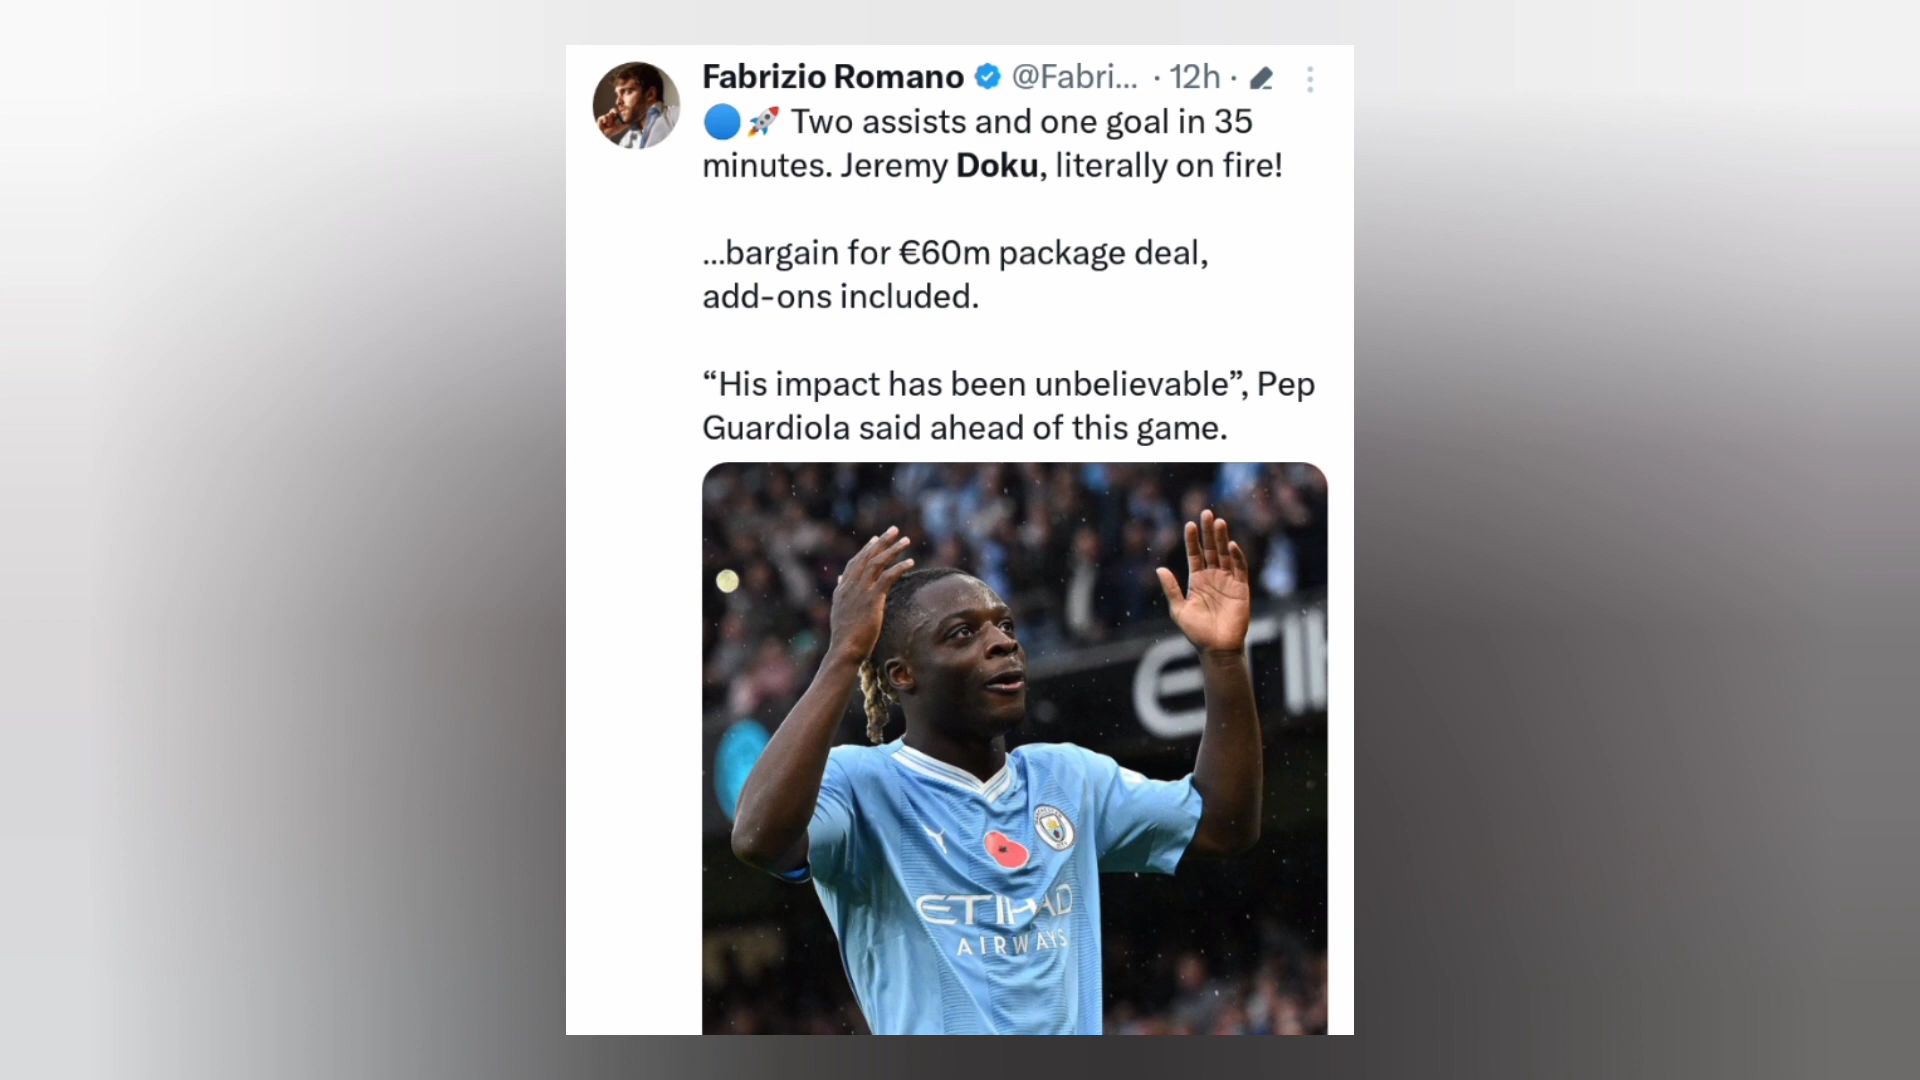 Fabrizio Romano @Fabri... · 12h ·
🔵🚀 Two assists and one goal in 35
minutes. Jeremy Doku, literally on fire!
...bargain for €60m package deal,
add-ons included.
“His impact has been unbelievable”, Pep
Guardiola said ahead of this game.
ETIH
ETIHAD
AIRWAYS